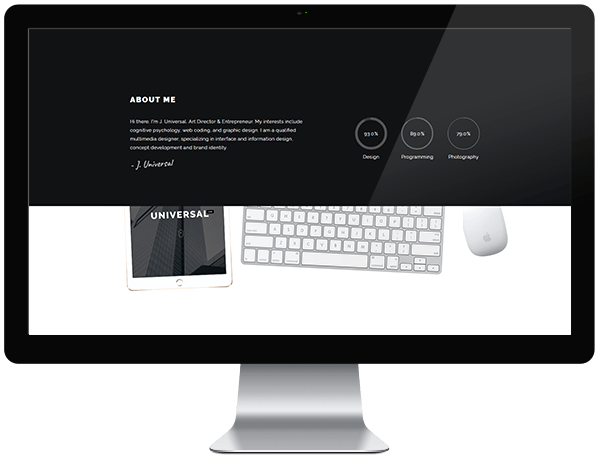 ABOUT ME
Hi there. I'm J. Universal, Art Director & Entrepreneur. My interests include
cognitive psychology, web coding, and graphic design. I am a qualified
multimedia designer, specializing in interface and information design,
concept development and brand identity.
- J. Universal
93.0%
89.0%
79.0%
Design
Programming
Photography
UNIVERSAL